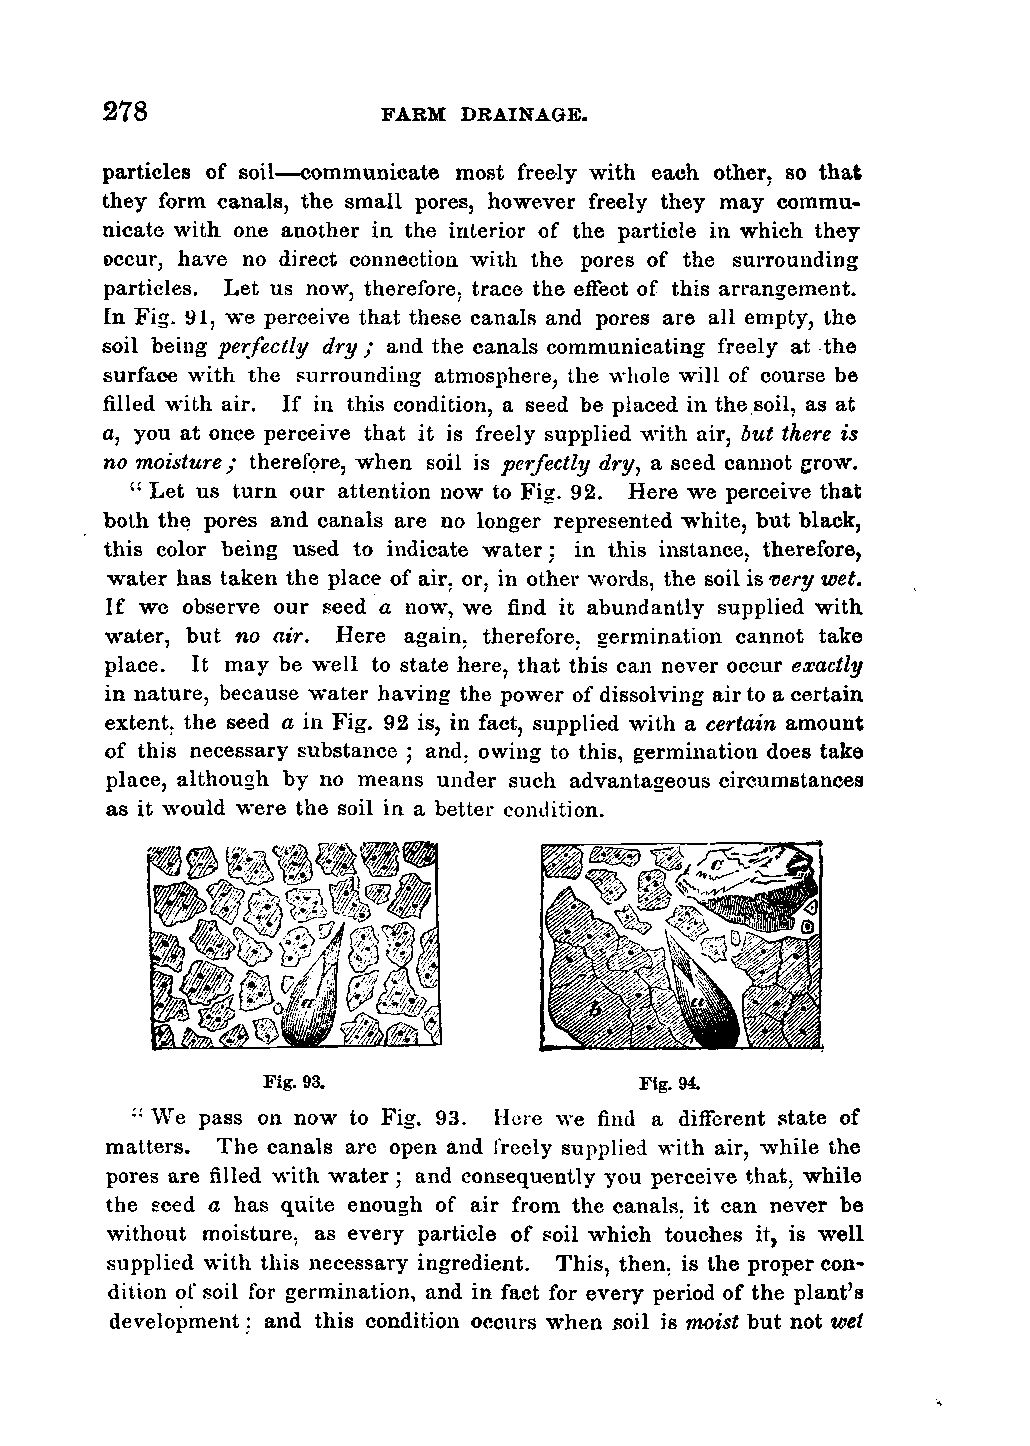 278 FARM DRAINAGE.
particles of soil—communicate most freely with each other, so that
they form canals, the small pores, however freely they may commu-
nicate with one another in the interior of the particle in which they
occur, have no direct connection with the pores of the surrounding
particles. Let us now, therefore, trace the effect of this arrangement.
In Fig. 91, we perceive that these canals and pores are all empty, the
soil being perfectly dry; and the canals communicating freely at the
surface with the surrounding atmosphere, the whole will of course be
filled with air. If in this condition, a seed be placed in the soil, as at
a, you at once perceive that it is freely supplied with air, but there is
no moisture; therefore, when soil is perfectly dry, a seed cannot grow.
“Let us turn our attention now to Fig. 92. Here we perceive that
both the pores and canals are no longer represented white, but black,
this color being used to indicate water; in this instance, therefore,
water has taken the place of air, or, in other words, the soil is very wet.
If we observe our seed a now, we find it abundantly supplied with
water, but no air. Here again, therefore, germination cannot take
place. It may be well to state here, that this can never occur exactly
in nature, because water having the power of dissolving air to a certain
extent, the seed a in Fig. 92 is, in fact, supplied with a certain amount
of this necessary substance; and, owing to this, germination does take
place, although by no means under such advantageous circumstances
as it would were the soil in a better condition.
a
c
b
a
Fig. 93.
Fig. 94.
“We pass on now to Fig. 93. Here we find a different state of
matters. The canals are open and freely supplied with air, while the
pores are filled with water; and consequently you perceive that, while
the seed a has quite enough of air from the canals, it can never be
without moisture, as every particle of soil which touches it, is well
supplied with this necessary ingredient. This, then, is the proper con-
dition of soil for germination, and in fact for every period of the plant's
development; and this condition occurs when soil is moist but not wet